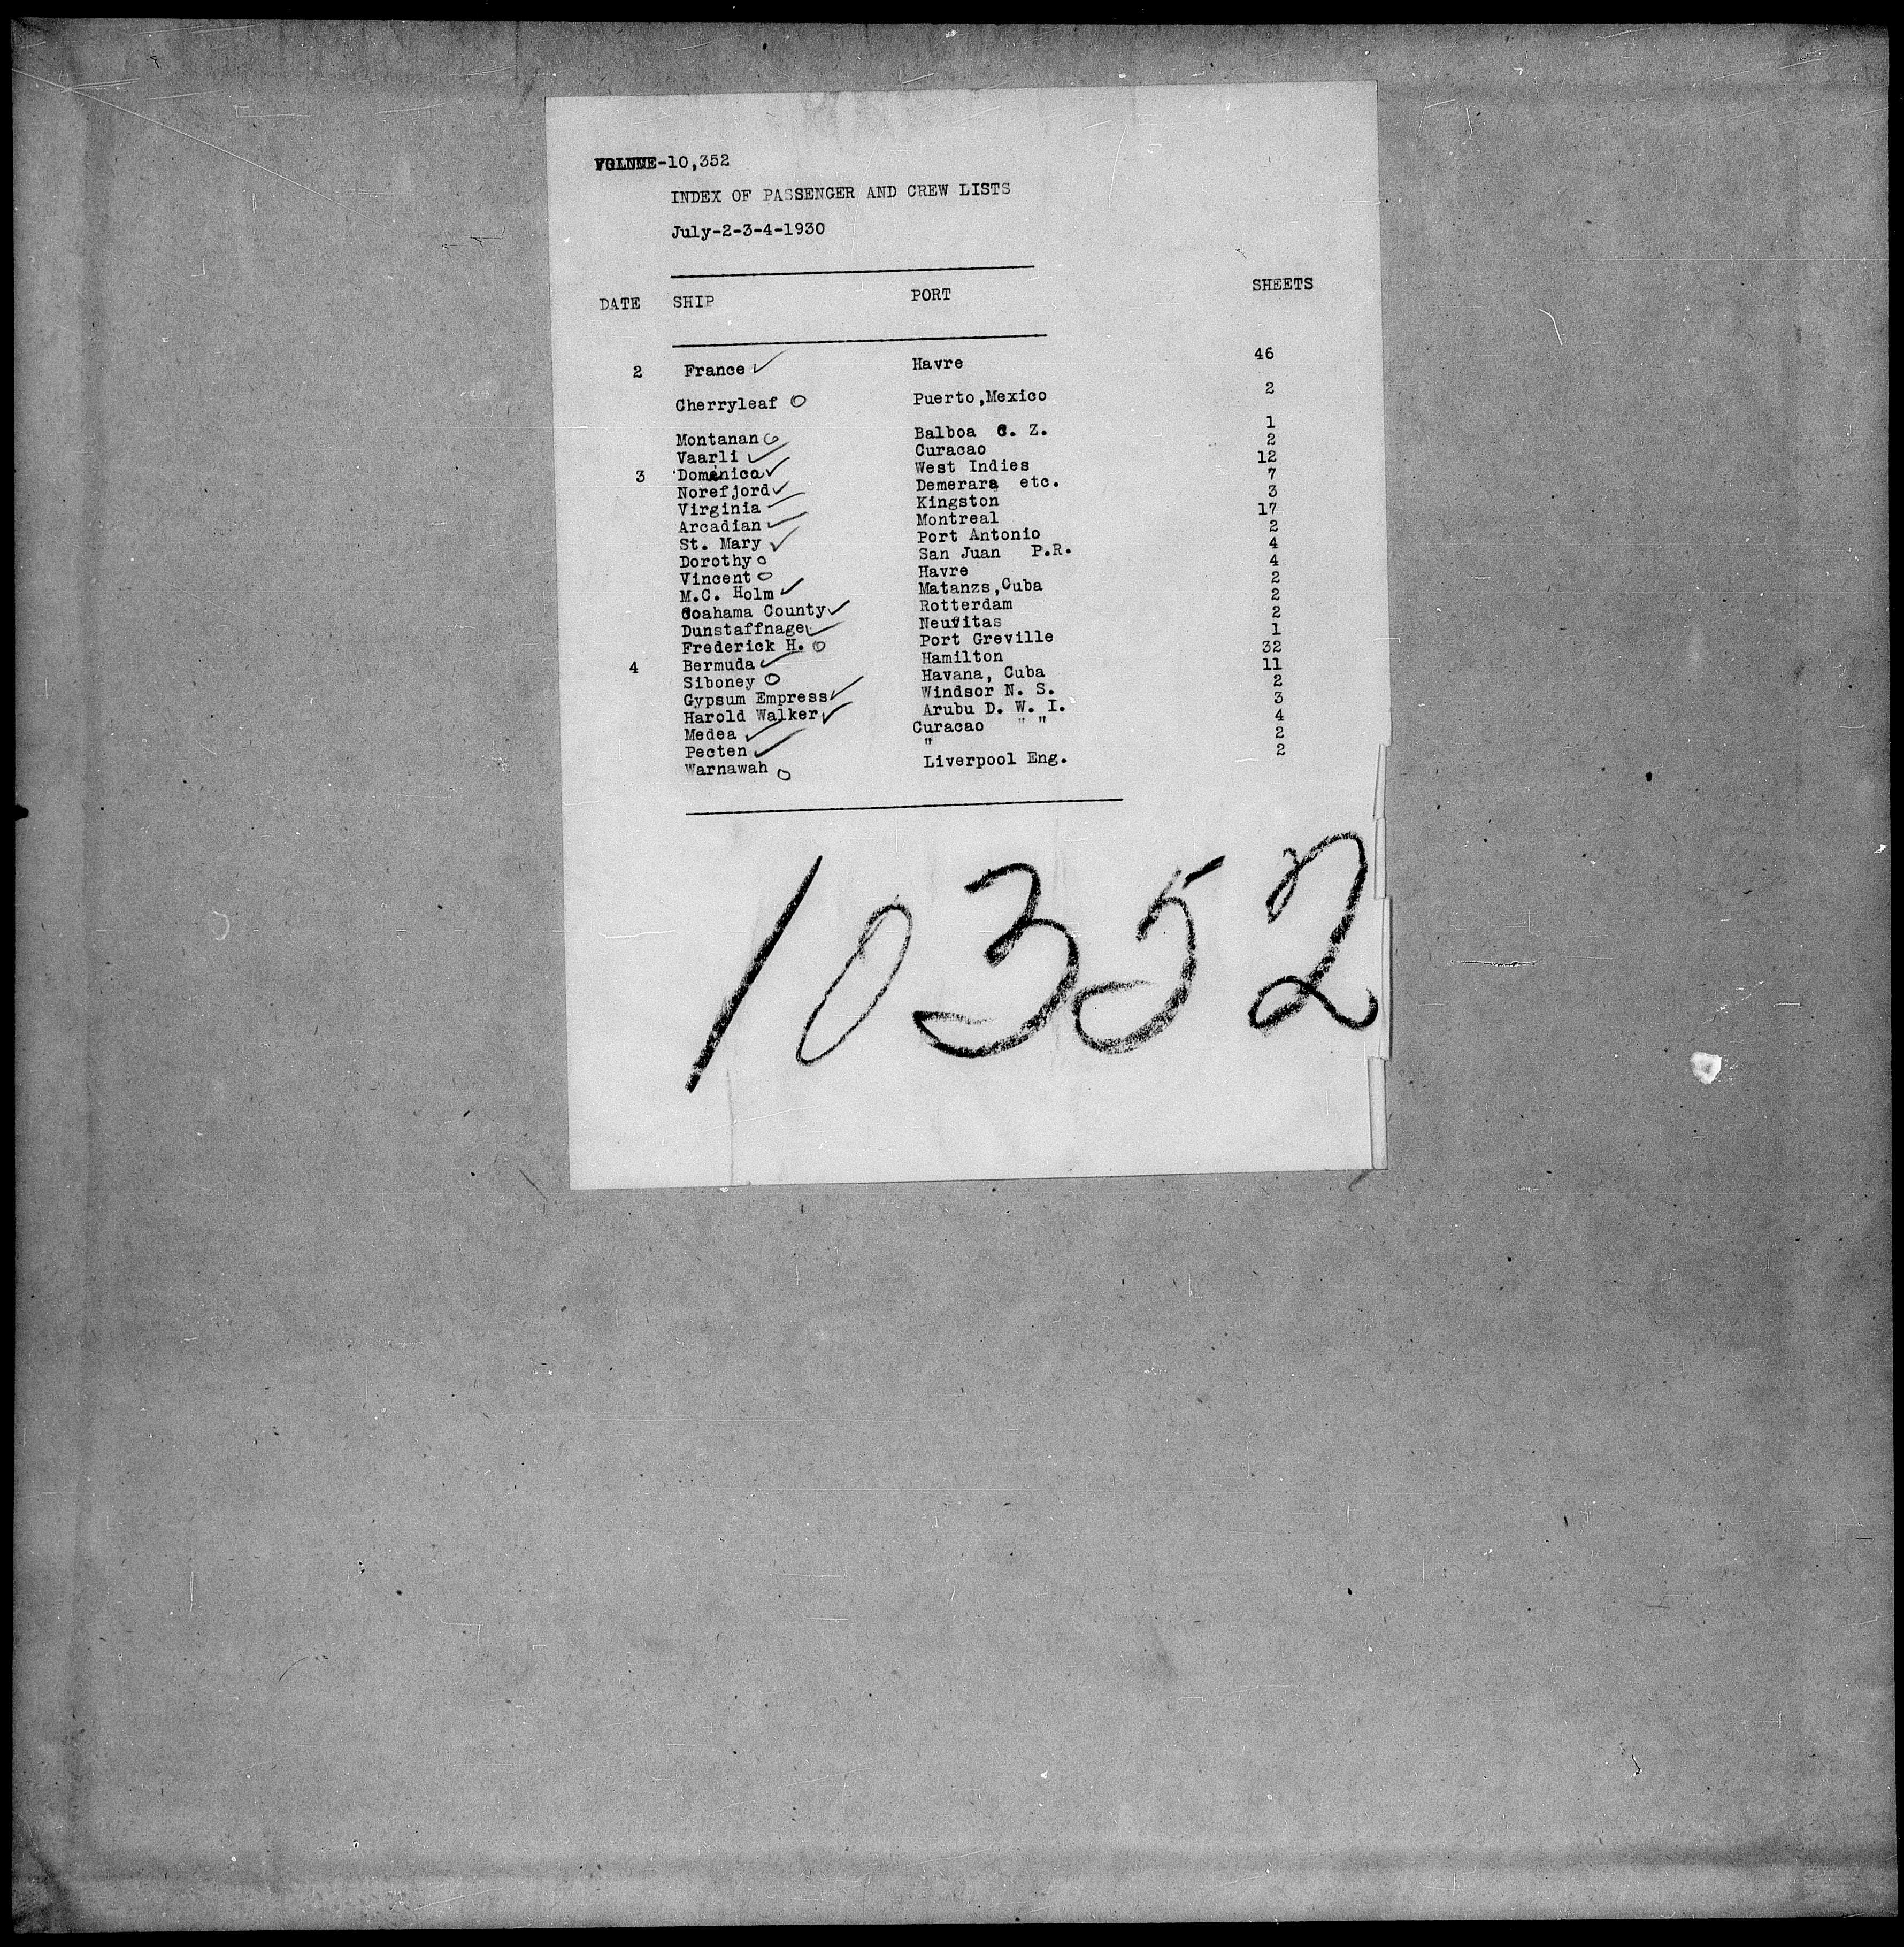 VOLUME-10,352
INDEX OF PASSENGER AND CREW LISTS
July-2-3-4-1930
DATE SHIP PORT SHEETS
2 France ✓ Havre 46
Cherryleaf O Puerto,Mexico 2
Montanan O Balboa C. Z. 1
Vaarli ✓ Curacao 2
3 Dominica ✓ West Indies 12
Norefjord ✓ Demerara etc. 7
Virginia ✓ Kingston 3
Arcadian ✓ Montreal 17
St. Mary ✓ Port Antonio 2
Dorothy O San Juan P.R. 4
Vincent O Havre 4
M.C. Holm ✓ Matanzs,Cuba 2
Coahama County ✓ Rotterdam 2
Dunstaffnage ✓ Neuvitas 2
Frederick H. O Port Greville 1
4 Bermuda ✓ Hamilton 32
Siboney O Havana, Cuba 11
Gypsum Empress ✓ Windsor N. S. 2
Harold Walker ✓ Arubu D. W. I. 3
Medea ✓ Curacao " " 4
Pecten ✓ " 2
Warnawah O Liverpool Eng. 2
10352